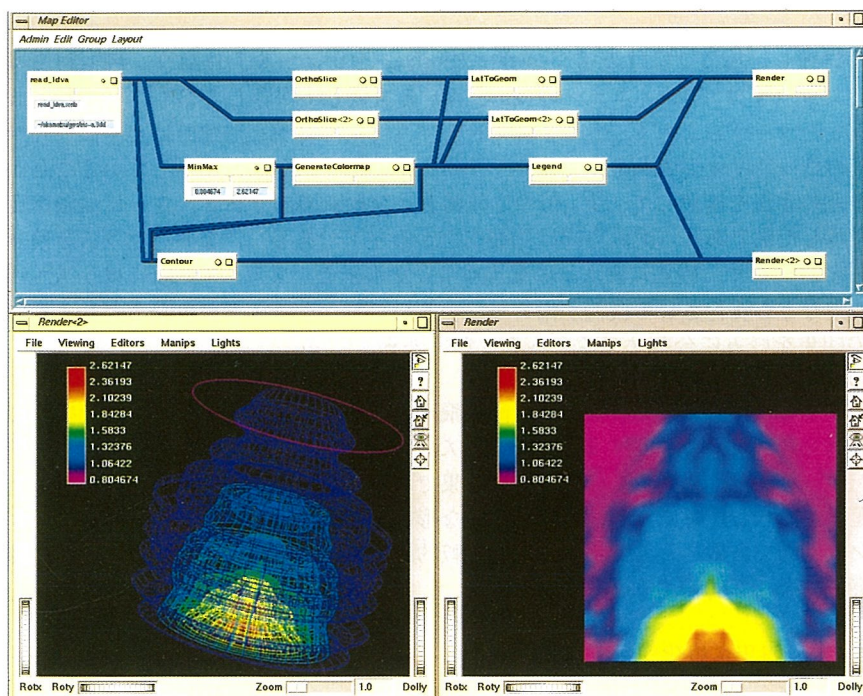 Map Editor
Admin Edit Group Layout
read_ldva
OrthoSlice
LatToGeom
Render
OrthoSlice<2>
LatToGeom<2>
MinMax
GenerateColormap
Legend
0.804674
2.62147
Contour
Render<2>
Render<2>
File Viewing Editors Manips Lights
2.62147
2.36193
2.10239
1.84284
1.5833
1.32376
1.06422
0.804674
?
Rotx Roty Zoom 1.0 Dolly
Render
File Viewing Editors Manips Lights
2.62147
2.36193
2.10239
1.84284
1.5833
1.32376
1.06422
0.804674
?
Rotx Roty Zoom 1.0 Dolly